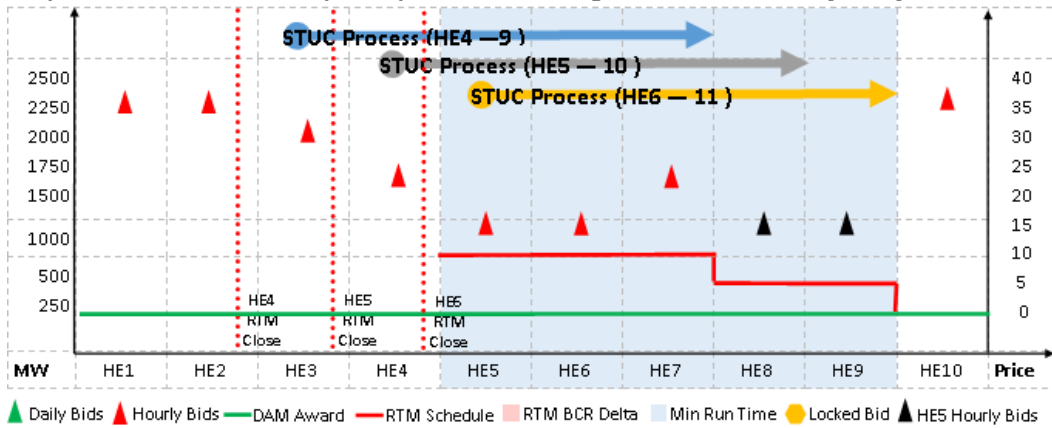 STUC Process (HE4 —9 )
STUC Process (HE5 — 10 )
STUC Process (HE6 — 11 )
2500
2250
2000
1750
1500
1000
500
250
40
35
30
25
20
15
10
5
0
HE4
RTM
Close
HE5
RTM
Close
HE6
RTM
Close
MW HE1 HE2 HE3 HE4 HE5 HE6 HE7 HE8 HE9 HE10 Price
Daily Bids Hourly Bids DAM Award RTM Schedule RTM BCR Delta Min Run Time Locked Bid HE5 Hourly Bids